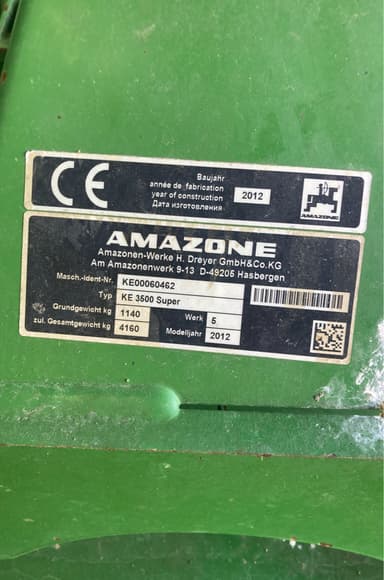 CE
Baujahr
année de fabrication
year of construction
Дата изготовления
2012
AMAZONE
AMAZONE
Amazonen-Werke H. Dreyer GmbH&Co.KG
Am Amazonenwerk 9-13 D-49205 Hasbergen
Masch.-Ident-Nr. KE00060462
Typ KE 3500 Super
Grundgewicht kg 1140 Werk 5
zul. Gesamtgewicht kg 4160 Modelljahr 2012